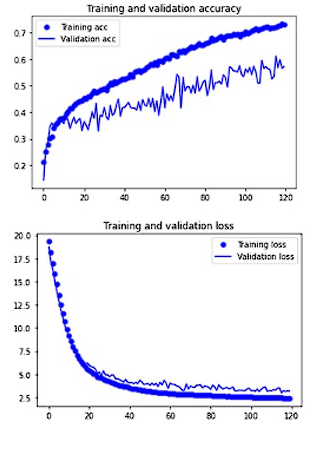 Training and validation accuracy
Training acc
Validation acc
0.7
0.6
0.5
0.4
0.3
0.2
0 20 40 60 80 100 120
Training and validation loss
Training loss
Validation loss
20.0
17.5
15.0
12.5
10.0
7.5
5.0
2.5
0 20 40 60 80 100 120